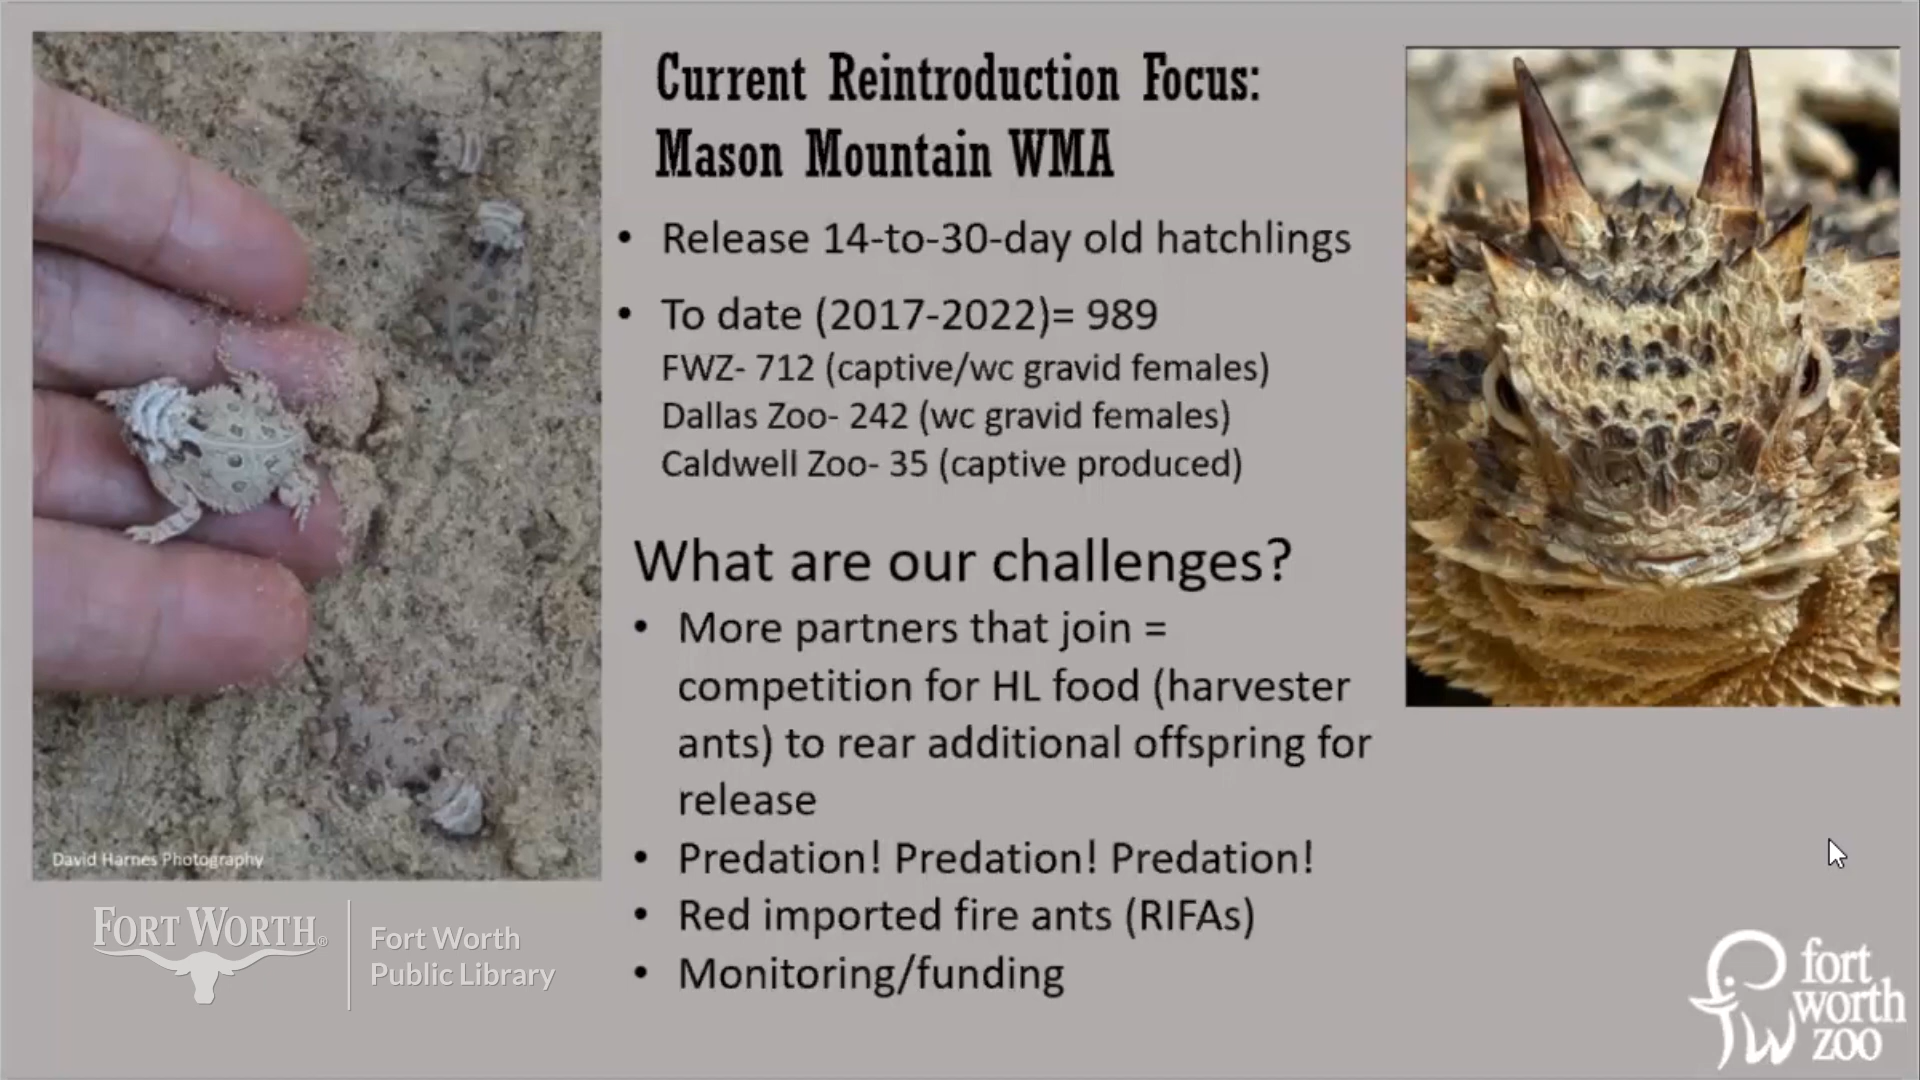 Current Reintroduction Focus:
Mason Mountain WMA
• Release 14-to-30-day old hatchlings
• To date (2017-2022)= 989
FWZ- 712 (captive/wc gravid females)
Dallas Zoo- 242 (wc gravid females)
Caldwell Zoo- 35 (captive produced)
What are our challenges?
• More partners that join =
competition for HL food (harvester
ants) to rear additional offspring for
release
• Predation! Predation! Predation!
• Red imported fire ants (RIFAs)
• Monitoring/funding
David Harnes Photography
FORT WORTH®
Fort Worth
Public Library
fort
worth
zoo